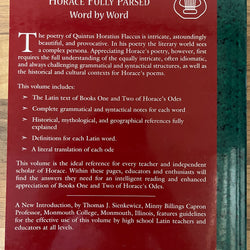 HORACE FULLY PARSED
Word by Word
The poetry of Quintus Horatius Flaccus is intricate, astoundingly
beautiful, and provocative. In his poetry the literary world sees
a complex persona. Appreciating Horace's poetry, however, first
requires the full understanding of the equally intricate, often idiomatic,
and always challenging grammatical and syntactical structures, as well as
the historical and cultural contexts for Horace's poems.
This volume includes:
➤ The Latin text of Books One and Two of Horace's Odes
➤ Complete grammatical and syntactical notes for each word
➤ Historical, mythological, and geographical references fully
explained
➤ Definitions for each Latin word.
➤ A literal translation of each ode
This volume is the ideal reference for every teacher and independent
scholar of Horace. Within these pages, educators and enthusiasts will
find the answers they need for an intelligent reading and enhanced
appreciation of Books One and Two of Horace's Odes.
A New Introduction, by Thomas J. Sienkewicz, Minny Billings Capron
Professor, Monmouth College, Monmouth, Illinois, features guidelines
for the effective use of this volume by high school Latin teachers and
educators at all levels.